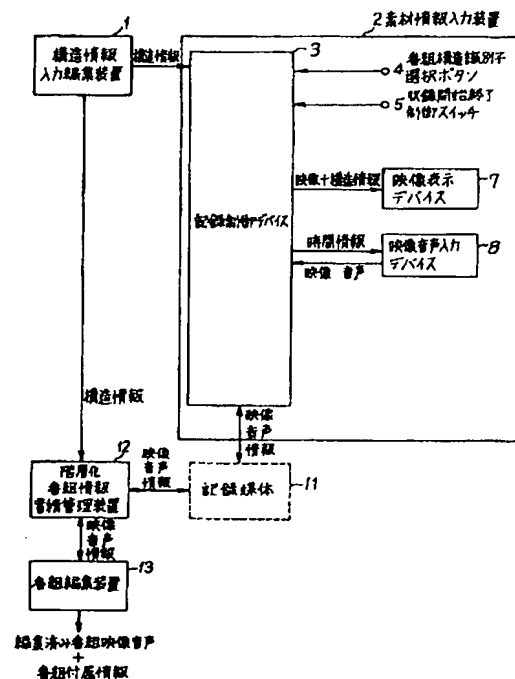 1
構造情報
入力編集装置
構造情報
2 素材情報入力装置
3
記録制御デバイス
4 番組構造識別子
選択ボタン
5 収録開始終了
制御スイッチ
映像+構造情報
映像表示
デバイス
7
時間情報
映像 音声
映像音声入力
デバイス
8
構造情報
映像
音声
情報
12
階層化
番組情報
蓄積管理装置
映像
音声
情報
記録媒体
11
映像
音声
情報
13
番組編集装置
編集済み番組映像音声
+
番組付属情報